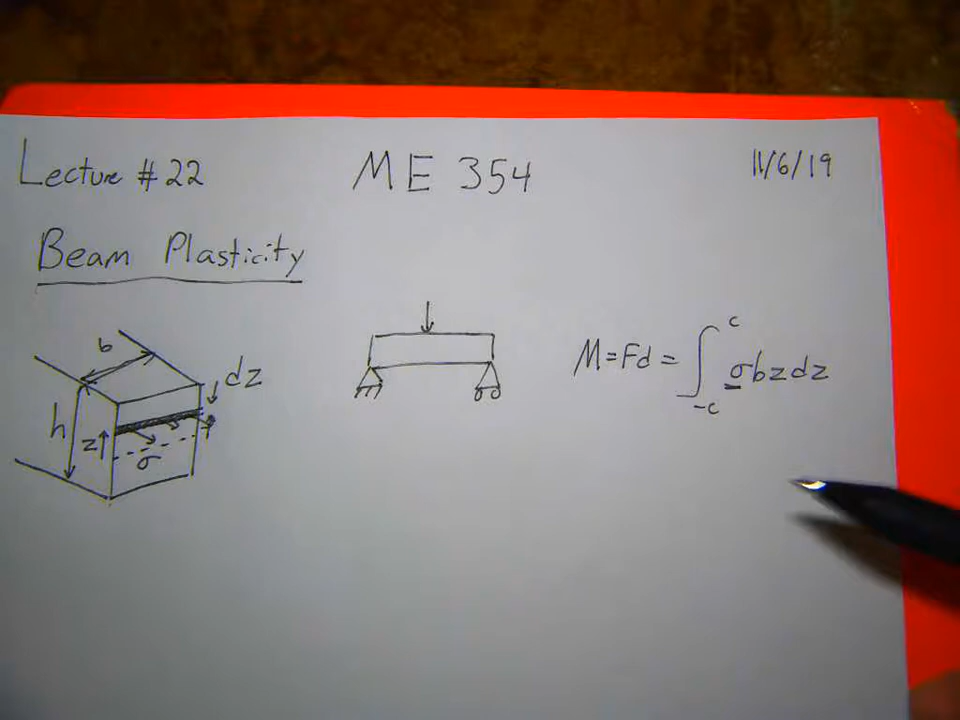 Lecture #22 ME 354 11/6/19
Beam Plasticity
b
dz
h
z
σ
M=Fd=∫_{-c}^{c} σbzdz